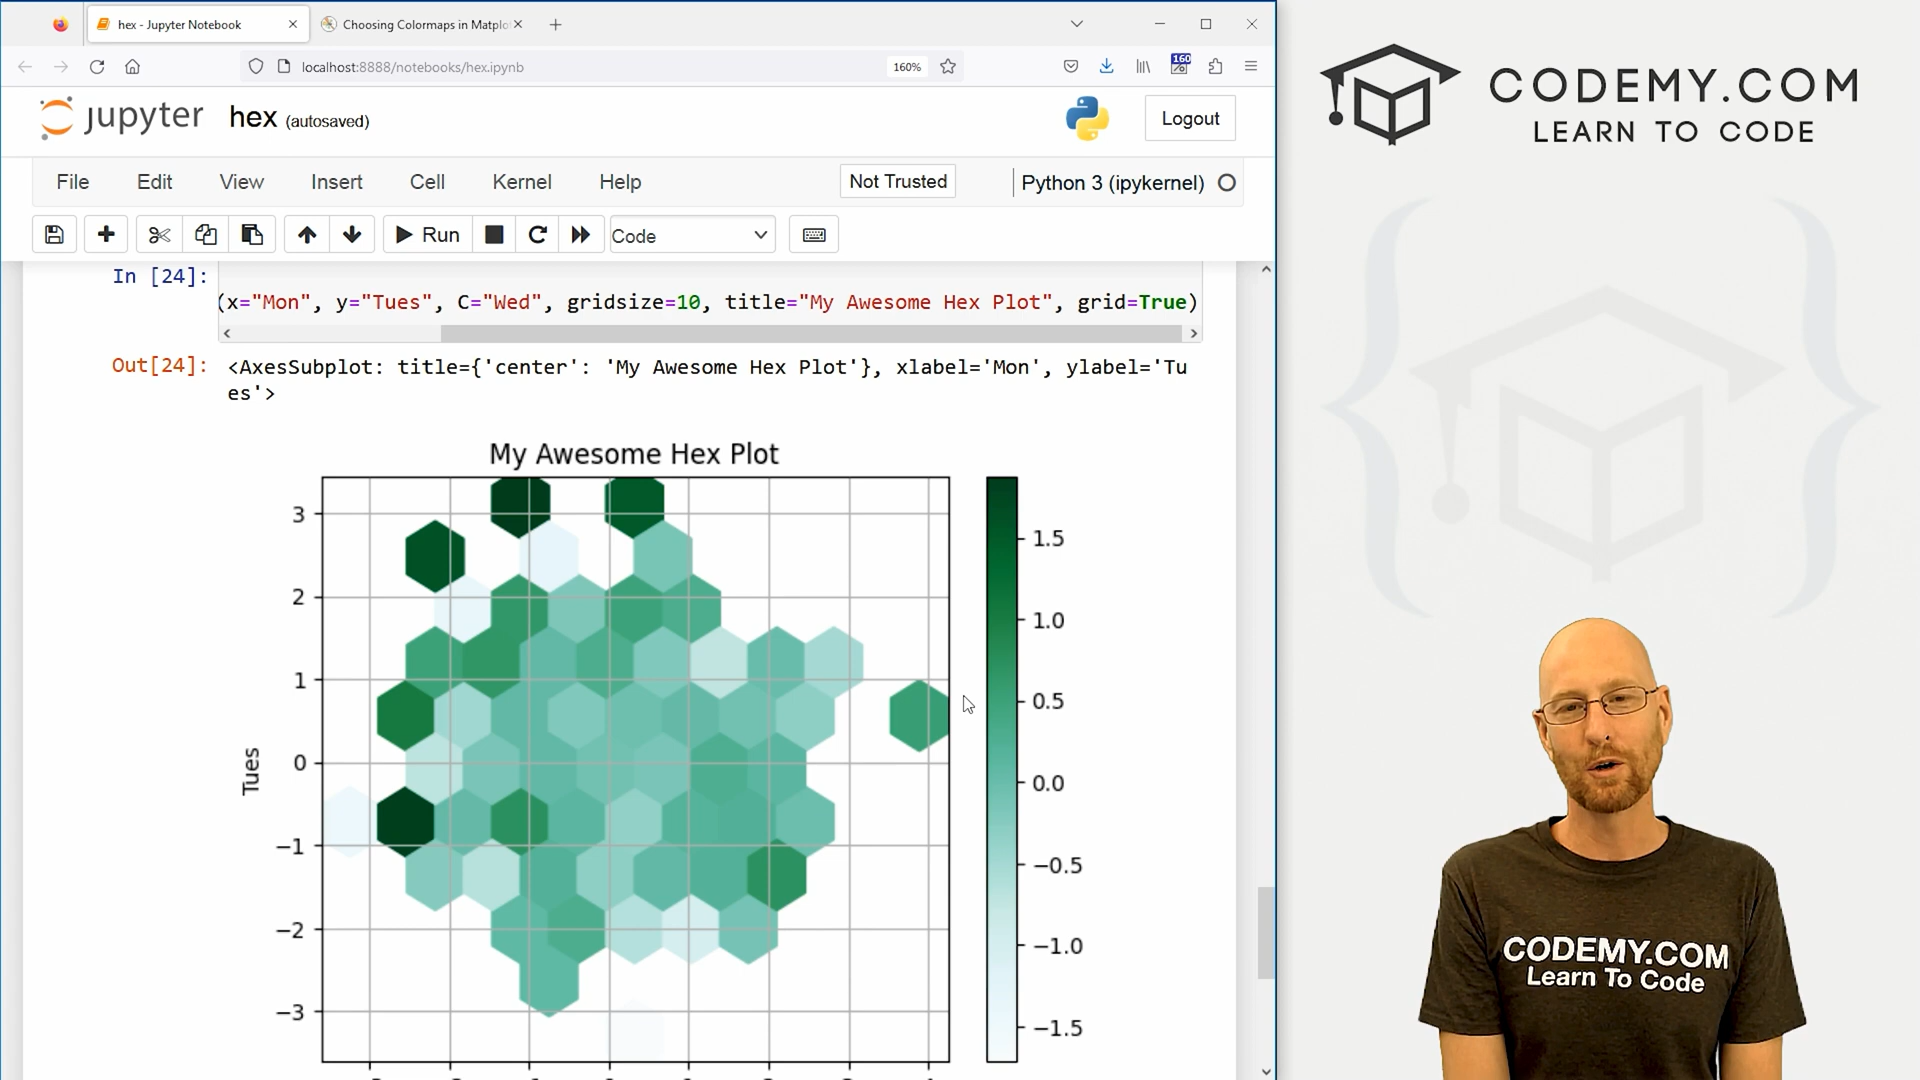 hex - Jupyter Notebook
Choosing Colormaps in Matplo
localhost:8888/notebooks/hex.ipynb
160%
160
jupyter hex (autosaved)
Logout
File Edit View Insert Cell Kernel Help
Not Trusted
Python 3 (ipykernel)
Run
Code
In [24]:
(x="Mon", y="Tues", C="Wed", gridsize=10, title="My Awesome Hex Plot", grid=True)
Out[24]:
<AxesSubplot: title={'center': 'My Awesome Hex Plot'}, xlabel='Mon', ylabel='Tu
es'>
My Awesome Hex Plot
3
2
1
0
−1
−2
−3
Tues
1.5
1.0
0.5
0.0
−0.5
−1.0
−1.5
CODEMY.COM
LEARN TO CODE
CODEMY.COM
Learn To Code